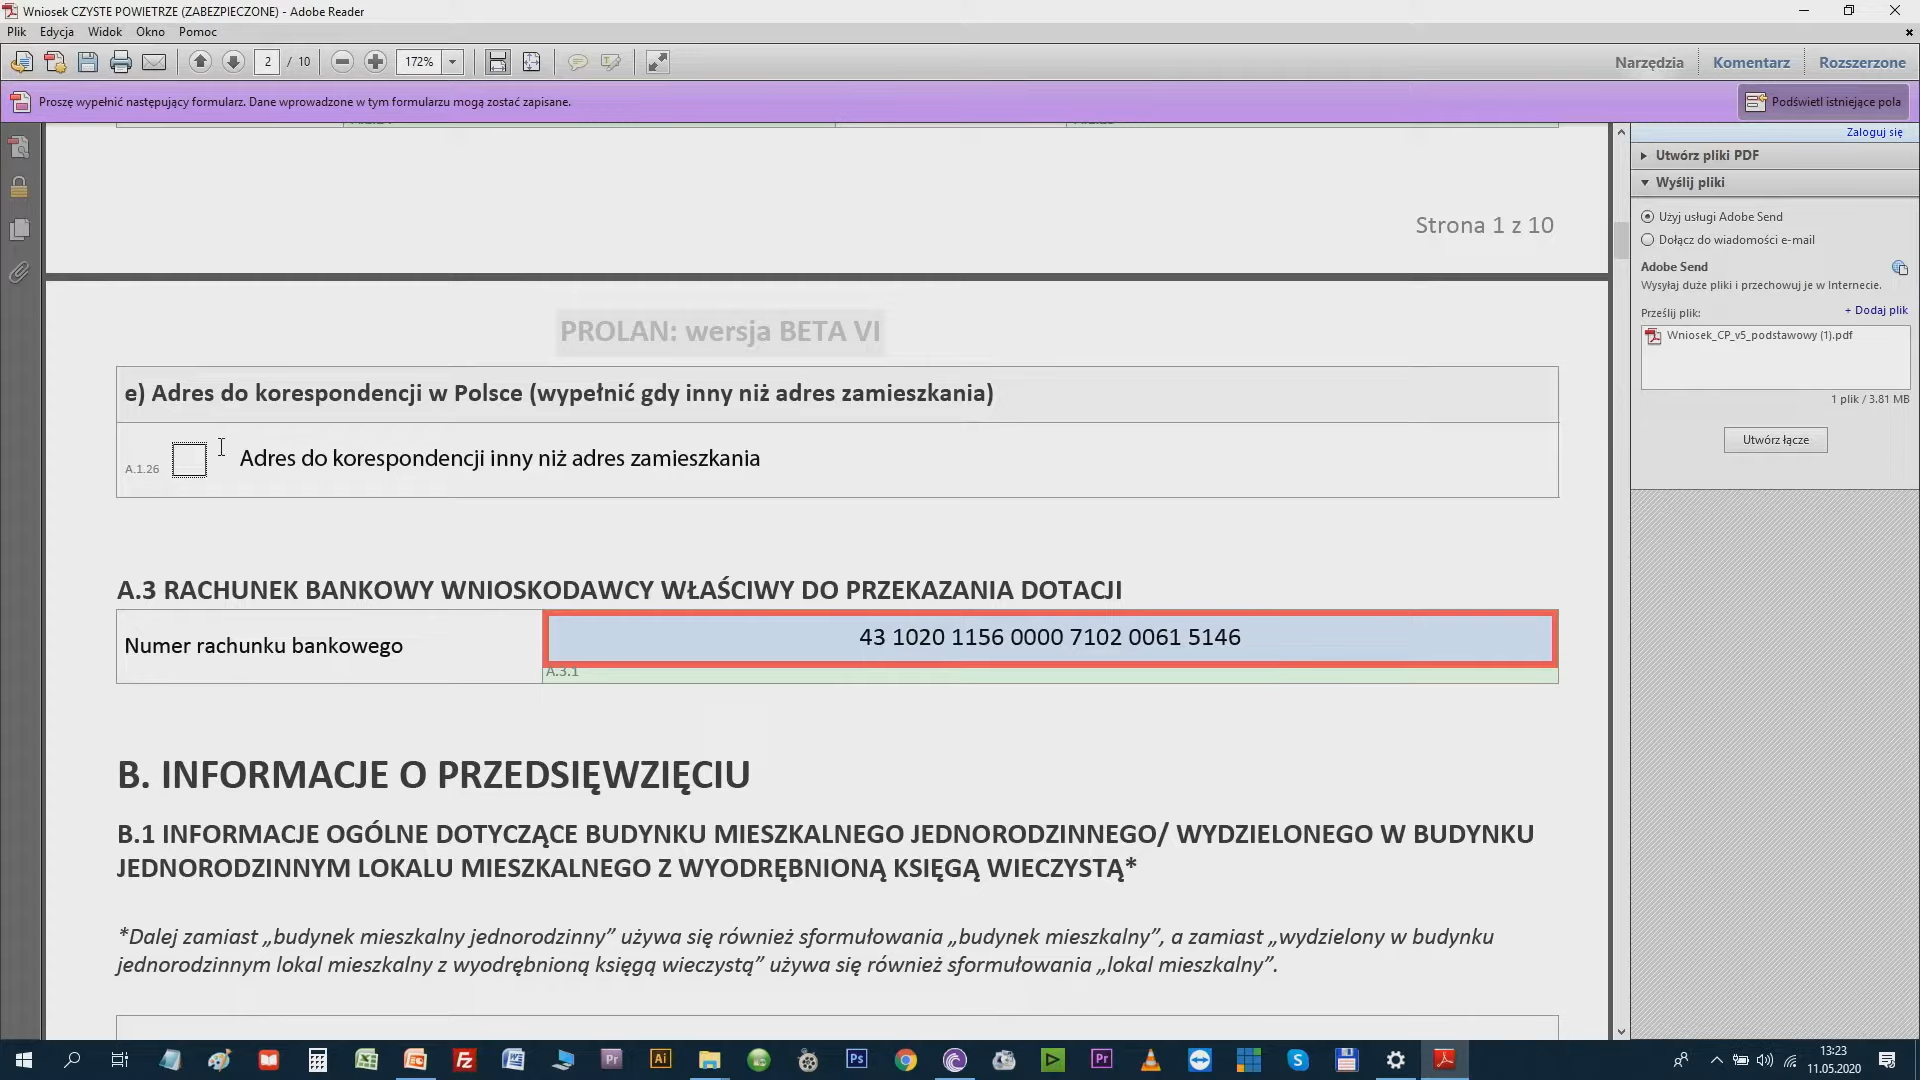 Wniosek CZYSTE POWIETRZE (ZABEZPIECZONE) - Adobe Reader
Plik Edycja Widok Okno Pomoc
2 / 10 172% Narzędzia Komentarz Rozszerzone
Proszę wypełnić następujący formularz. Dane wprowadzone w tym formularzu mogą zostać zapisane.
Podświetl istniejące pola
Strona 1 z 10
PROLAN: wersja BETA VI
e) Adres do korespondencji w Polsce (wypełnić gdy inny niż adres zamieszkania)
A.1.26 Adres do korespondencji inny niż adres zamieszkania
A.3 RACHUNEK BANKOWY WNIOSKODAWCY WŁAŚCIWY DO PRZEKAZANIA DOTACJI
Numer rachunku bankowego
43 1020 1156 0000 7102 0061 5146
A.3.1
B. INFORMACJE O PRZEDSIĘWZIĘCIU
B.1 INFORMACJE OGÓLNE DOTYCZĄCE BUDYNKU MIESZKALNEGO JEDNORODZINNEGO/ WYDZIELONEGO W BUDYNKU
JEDNORODZINNYM LOKALU MIESZKALNEGO Z WYODRĘBNIONĄ KSIĘGĄ WIECZYSTĄ*
*Dalej zamiast „budynek mieszkalny jednorodzinny” używa się również sformułowania „budynek mieszkalny”, a zamiast „wydzielony w budynku
jednorodzinnym lokal mieszkalny z wyodrębnioną księgą wieczystą” używa się również sformułowania „lokal mieszkalny”.
Zaloguj się
Utwórz pliki PDF
Wyślij pliki
Użyj usługi Adobe Send
Dołącz do wiadomości e-mail
Adobe Send
Wysyłaj duże pliki i przechowuj je w Internecie.
Prześlij plik: + Dodaj plik
Wniosek_CP_v5_podstawowy (1).pdf
1 plik / 3.81 MB
Utwórz łącze
Pr Ai Fz Ps Pr
13:23
11.05.2020